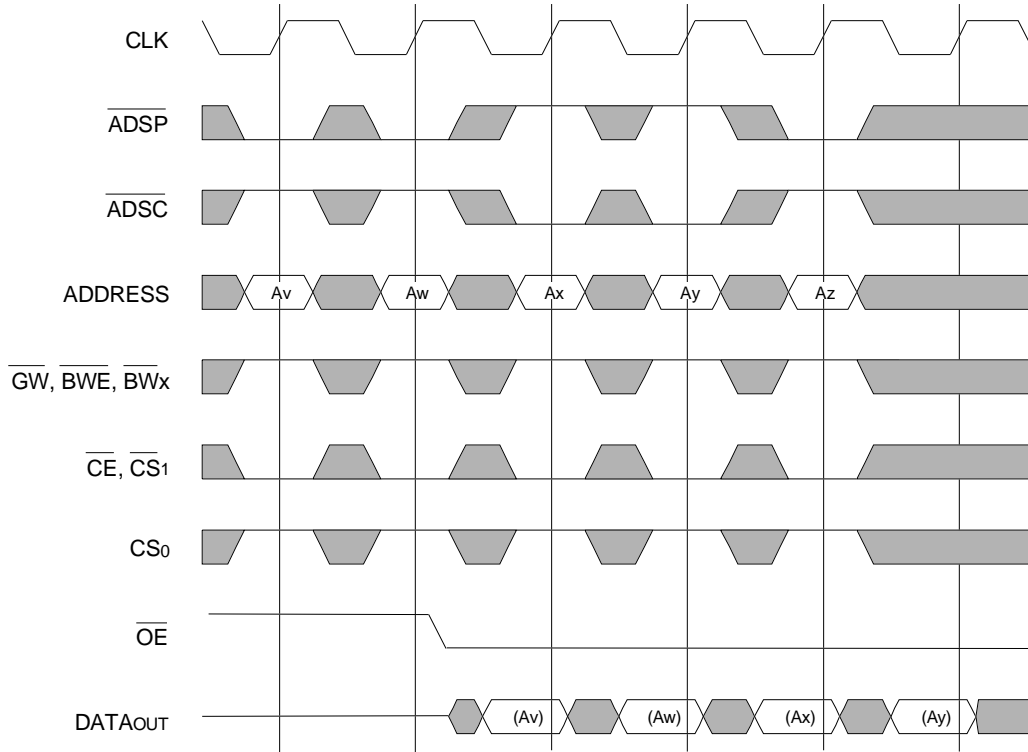 CLK
ADSP
ADSC
ADDRESS Av Aw Ax Ay Az
GW, BWE, BWx
CE, CS1
CS0
OE
DATAOUT (Av) (Aw) (Ax) (Ay)